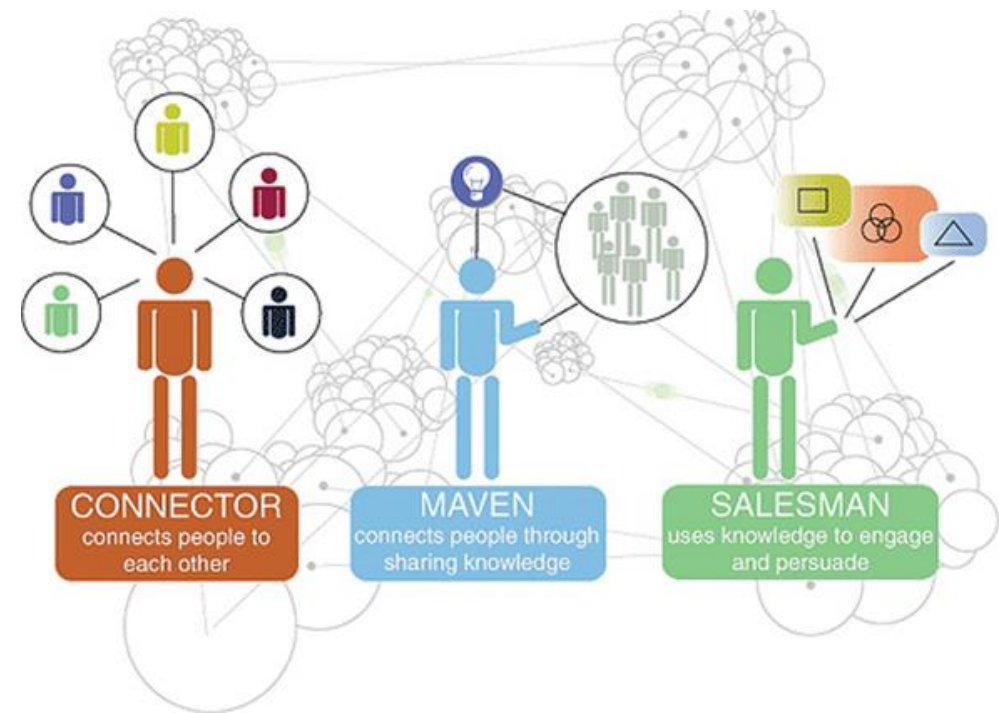 CONNECTOR
connects people to
each other
MAVEN
connects people through
sharing knowledge
SALESMAN
uses knowledge to engage
and persuade